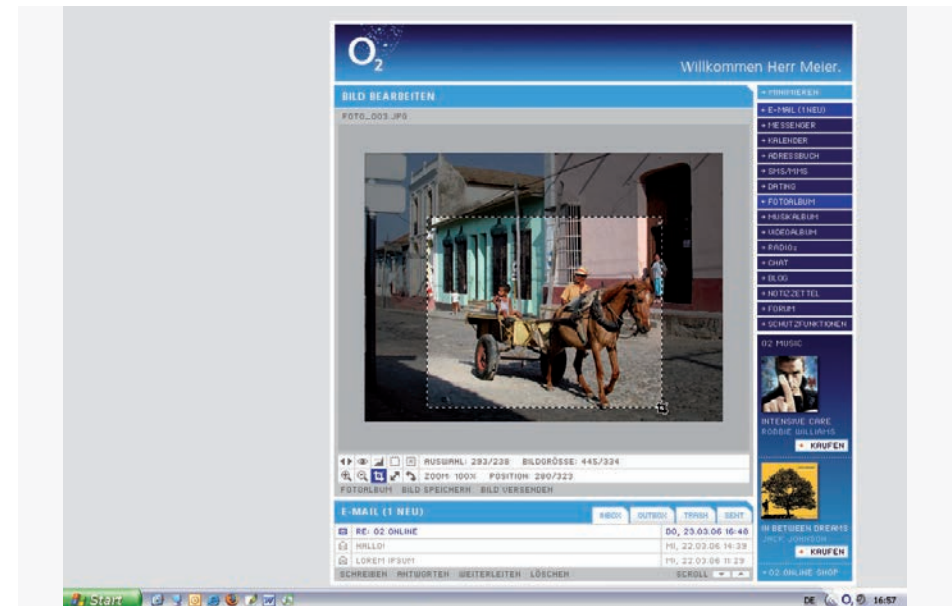 O2
Willkommen Herr Meier.
BILD BEARBEITEN
FOTO_003.JPG
AUSWAHL: 293/238 BILDGRÖSSE: 445/334
ZOOM: 100% POSITION: 280/323
FOTOALBUM BILD SPEICHERN BILD VERSENDEN
E-MAIL (1 NEU)
INBOX OUTBOX TRASH SENT
RE: O2 ONLINE DO, 23.03.06 16:40
HALLO! MI, 22.03.06 14:39
LOREM IPSUM MI, 22.03.06 11:29
SCHREIBEN ANTWORTEN WEITERLEITEN LÖSCHEN SCROLL
MINIMIEREN
E-MAIL (1 NEU)
MESSENGER
KALENDER
ADRESSBUCH
SMS/MMS
DATING
FOTOALBUM
MUSIKALBUM
VIDEOALBUM
RADIO2
CHAT
BLOG
NOTIZZETTEL
FORUM
SCHUTZFUNKTIONEN
O2 MUSIC
INTENSIVE CARE
ROBBIE WILLIAMS
KAUFEN
IN BETWEEN DREAMS
JACK JOHNSON
KAUFEN
O2 ONLINE SHOP
Start
DE
O2
16:57